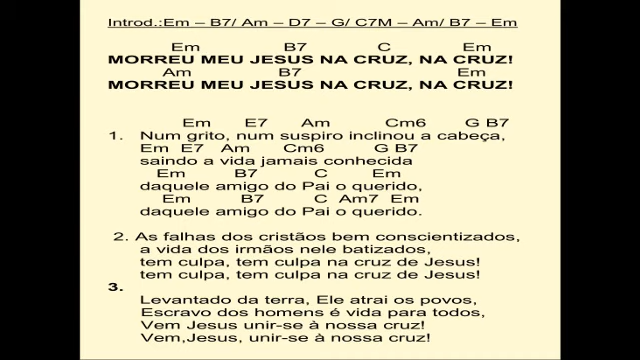 Introd.:Em – B7/ Am – D7 – G/ C7M – Am/ B7 – Em
Em B7 C Em
MORREU MEU JESUS NA CRUZ, NA CRUZ!
Am B7 Em
MORREU MEU JESUS NA CRUZ, NA CRUZ!
Em E7 Am Cm6 G B7
1. Num grito, num suspiro inclinou a cabeça,
Em E7 Am Cm6 G B7
saindo a vida jamais conhecida
Em B7 C Em
daquele amigo do Pai o querido,
Em B7 C Am7 Em
daquele amigo do Pai o querido.
2. As falhas dos cristãos bem conscientizados,
a vida dos irmãos nele batizados,
tem culpa, tem culpa na cruz de Jesus!
tem culpa, tem culpa na cruz de Jesus!
3.
Levantado da terra, Ele atrai os povos,
Escravo dos homens é vida para todos,
Vem Jesus unir-se à nossa cruz!
Vem,Jesus, unir-se à nossa cruz!